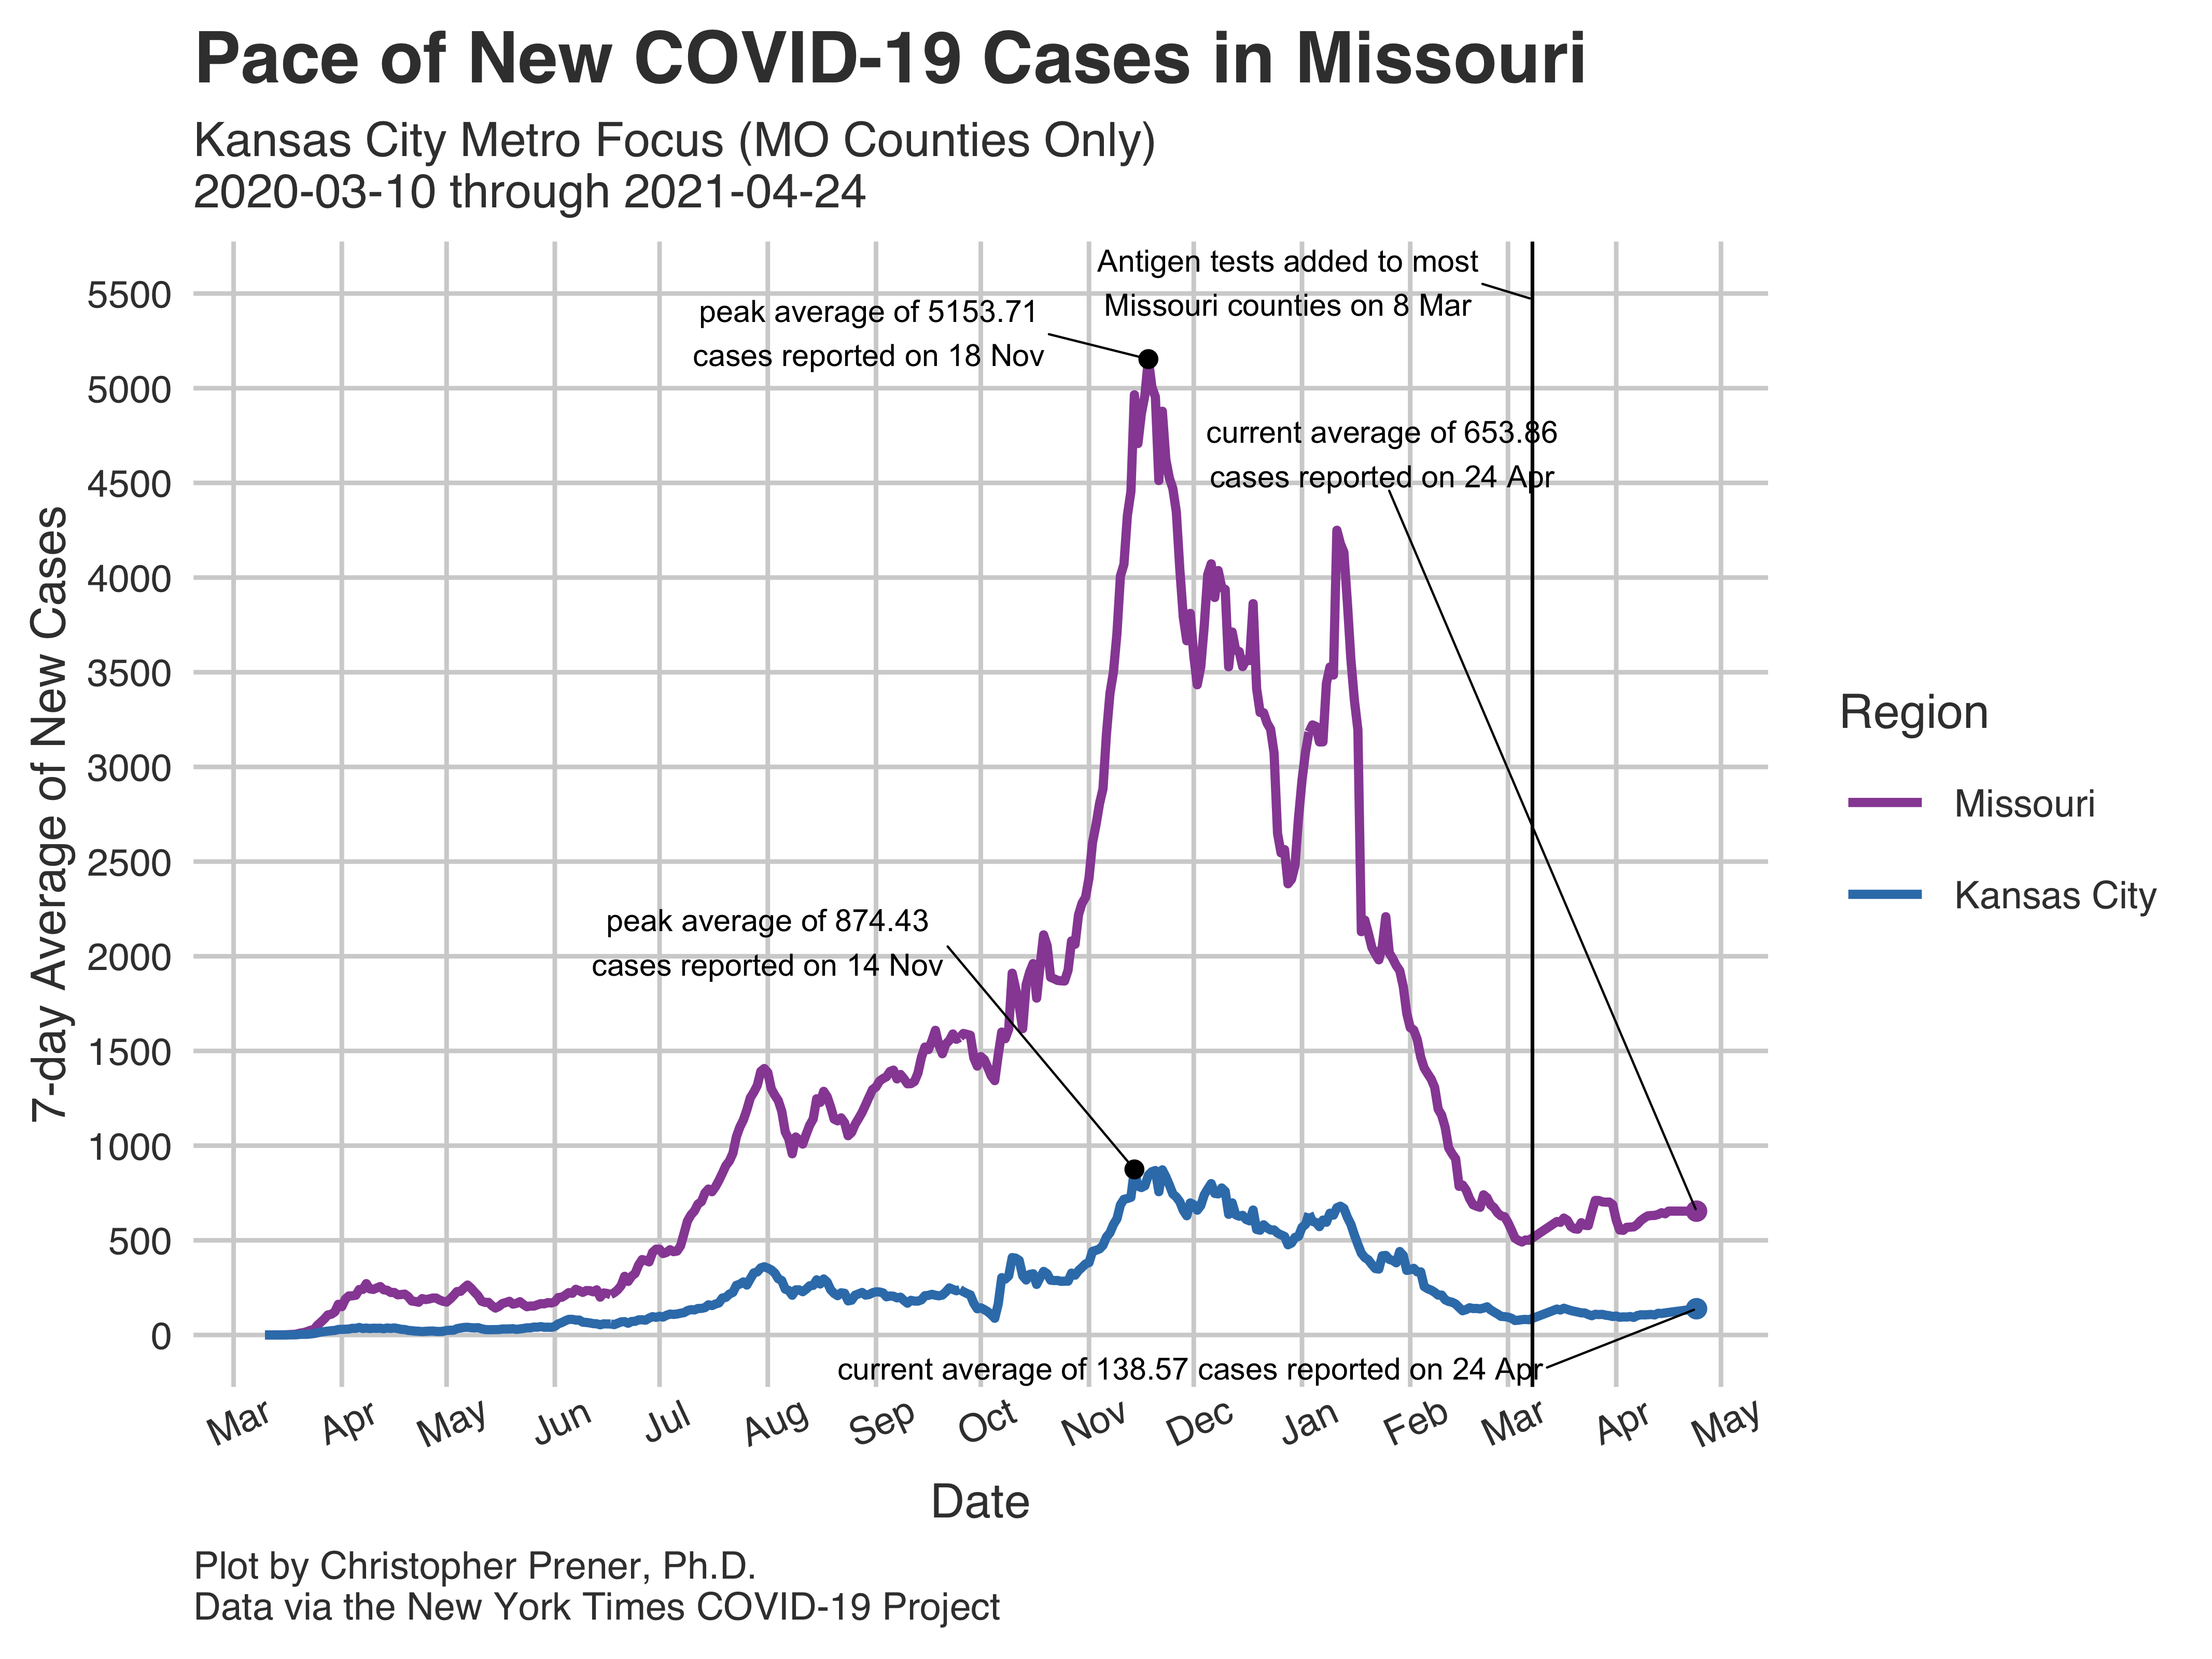 Pace of New COVID-19 Cases in Missouri
Kansas City Metro Focus (MO Counties Only)
2020-03-10 through 2021-04-24
Antigen tests added to most
Missouri counties on 8 Mar
peak average of 5153.71
cases reported on 18 Nov
current average of 653.86
cases reported on 24 Apr
peak average of 874.43
cases reported on 14 Nov
current average of 138.57 cases reported on 24 Apr
7-day Average of New Cases
5500
5000
4500
4000
3500
3000
2500
2000
1500
1000
500
0
Mar Apr May Jun Jul Aug Sep Oct Nov Dec Jan Feb Mar Apr May
Date
Region
Missouri
Kansas City
Plot by Christopher Prener, Ph.D.
Data via the New York Times COVID-19 Project